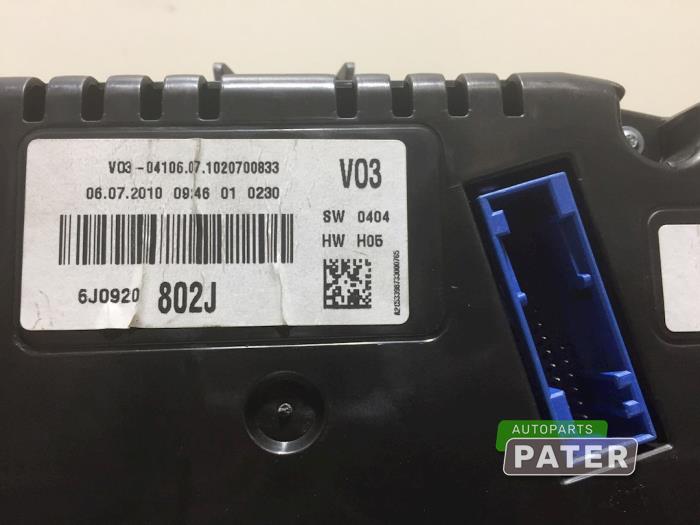 V03-04106.07.1020700833
06.07.2010 09:46 01 0230
V03
SW 0404
HW H05
6J0920 802J
A2C53398733000765
AUTOPARTS
PATER